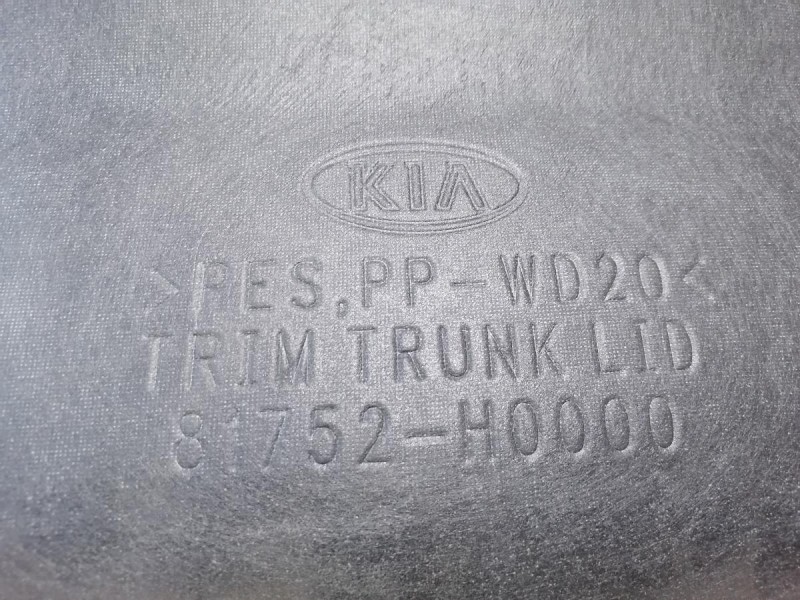 KIA
>PES,PP-WD20<
TRIM TRUNK LID
81752-H0000